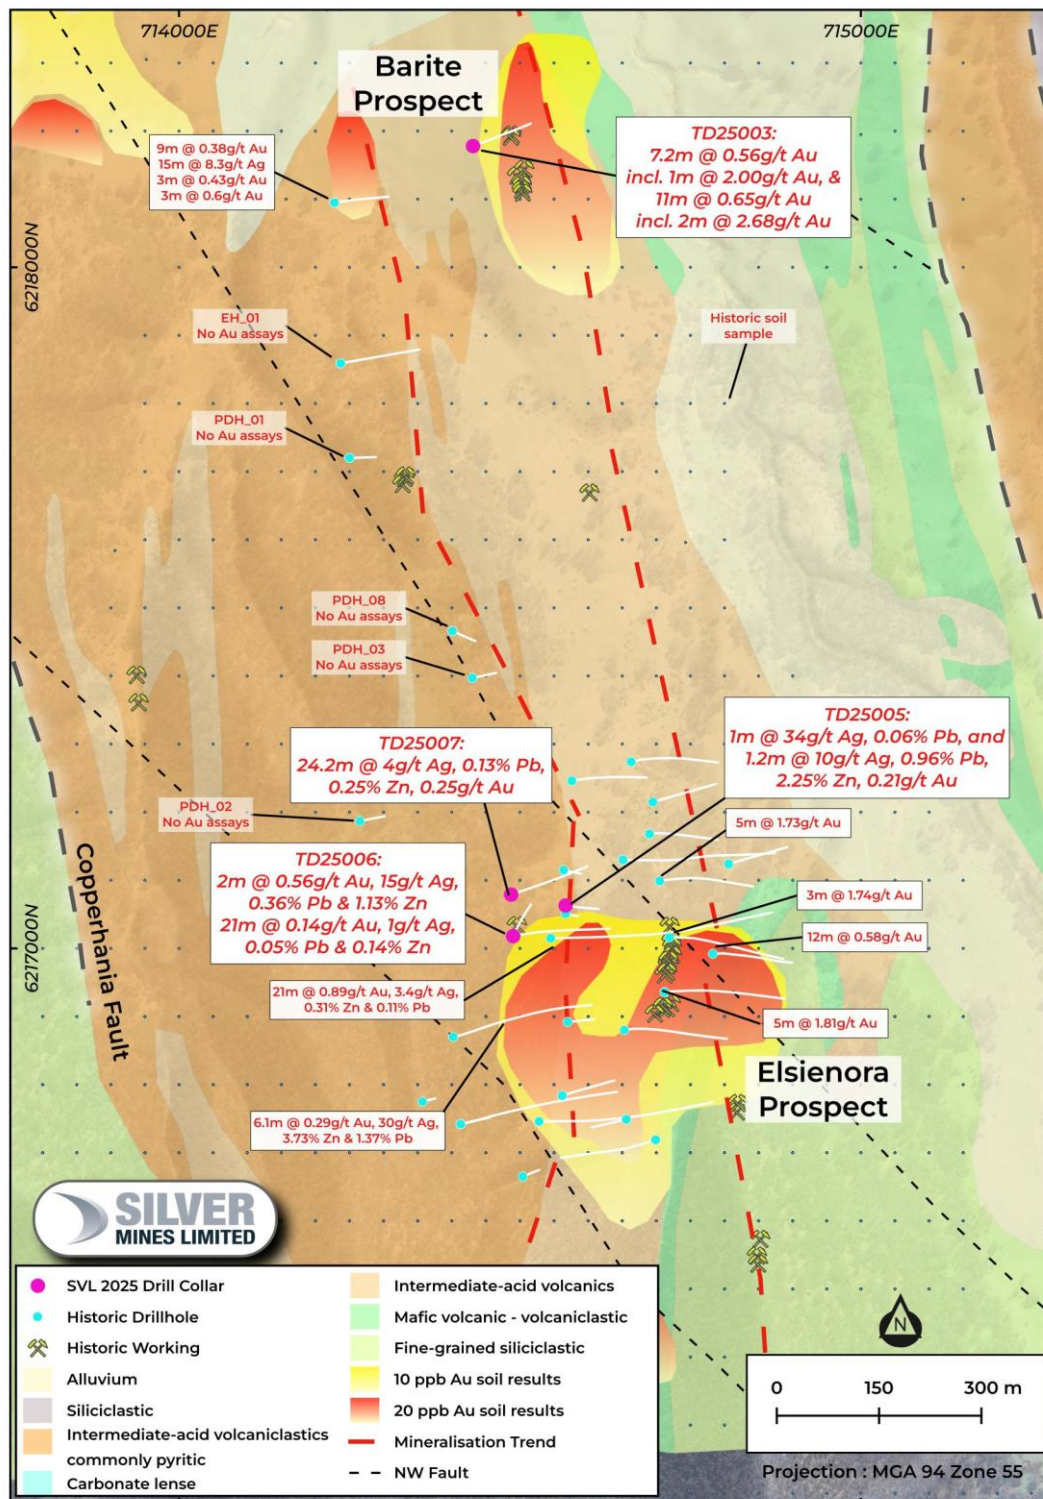 714000E
715000E
Barite
Prospect
9m @ 0.38g/t Au
15m @ 8.3g/t Ag
3m @ 0.43g/t Au
3m @ 0.6g/t Au
TD25003:
7.2m @ 0.56g/t Au
incl. 1m @ 2.00g/t Au, &
11m @ 0.65g/t Au
incl. 2m @ 2.68g/t Au
6218000N
EH_01
No Au assays
Historic soil
sample
PDH_01
No Au assays
PDH_08
No Au assays
PDH_03
No Au assays
TD25007:
24.2m @ 4g/t Ag, 0.13% Pb,
0.25% Zn, 0.25g/t Au
TD25005:
1m @ 34g/t Ag, 0.06% Pb, and
1.2m @ 10g/t Ag, 0.96% Pb,
2.25% Zn, 0.21g/t Au
PDH_02
No Au assays
5m @ 1.73g/t Au
TD25006:
2m @ 0.56g/t Au, 15g/t Ag,
0.36% Pb & 1.13% Zn
21m @ 0.14g/t Au, 1g/t Ag,
0.05% Pb & 0.14% Zn
3m @ 1.74g/t Au
12m @ 0.58g/t Au
6217000N
Copperhania Fault
21m @ 0.89g/t Au, 3.4g/t Ag,
0.31% Zn & 0.11% Pb
5m @ 1.81g/t Au
Elsienora
Prospect
6.1m @ 0.29g/t Au, 30g/t Ag,
3.73% Zn & 1.37% Pb
SILVER
MINES LIMITED
SVL 2025 Drill Collar
Historic Drillhole
Historic Working
Alluvium
Siliciclastic
Intermediate-acid volcaniclastics
commonly pyritic
Carbonate lense
Intermediate-acid volcanics
Mafic volcanic - volcaniclastic
Fine-grained siliciclastic
10 ppb Au soil results
20 ppb Au soil results
Mineralisation Trend
NW Fault
N
0 150 300 m
Projection : MGA 94 Zone 55